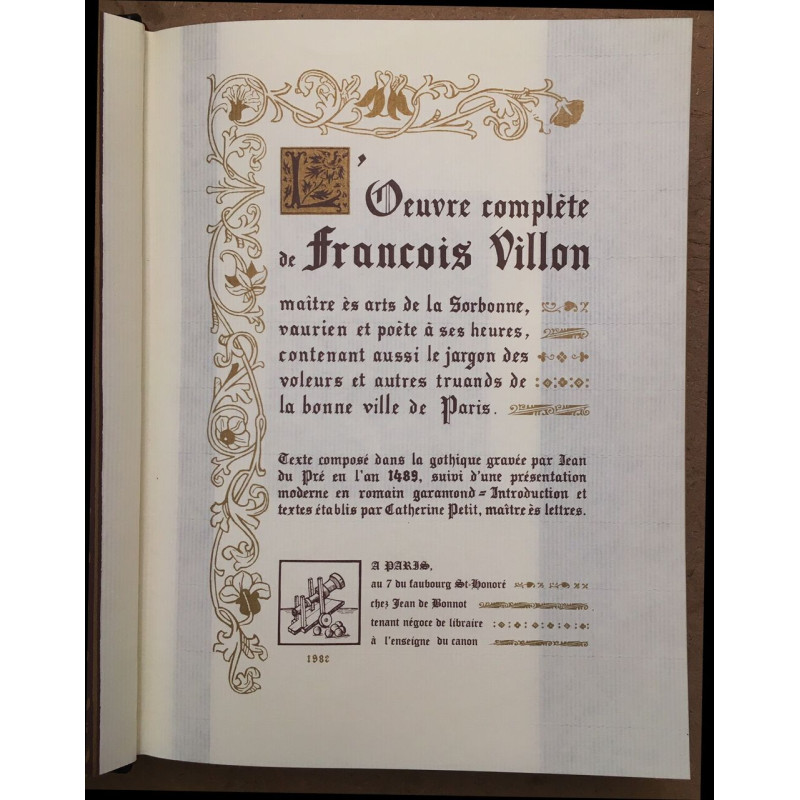 L'Oeuvre complète
de Francois Villon
maître ès arts de la Sorbonne,
vaurien et poète à ses heures,
contenant aussi le jargon des
voleurs et autres truands de
la bonne ville de Paris.
Texte composé dans la gothique gravée par Jean
du Pré en l'an 1489, suivi d'une présentation
moderne en romain garamond = Introduction et
textes établis par Catherine Petit, maître ès lettres.
A PARIS,
au 7 du faubourg St-Honoré
chez Jean de Bonnot
tenant négoce de libraire
à l'enseigne du canon
1982